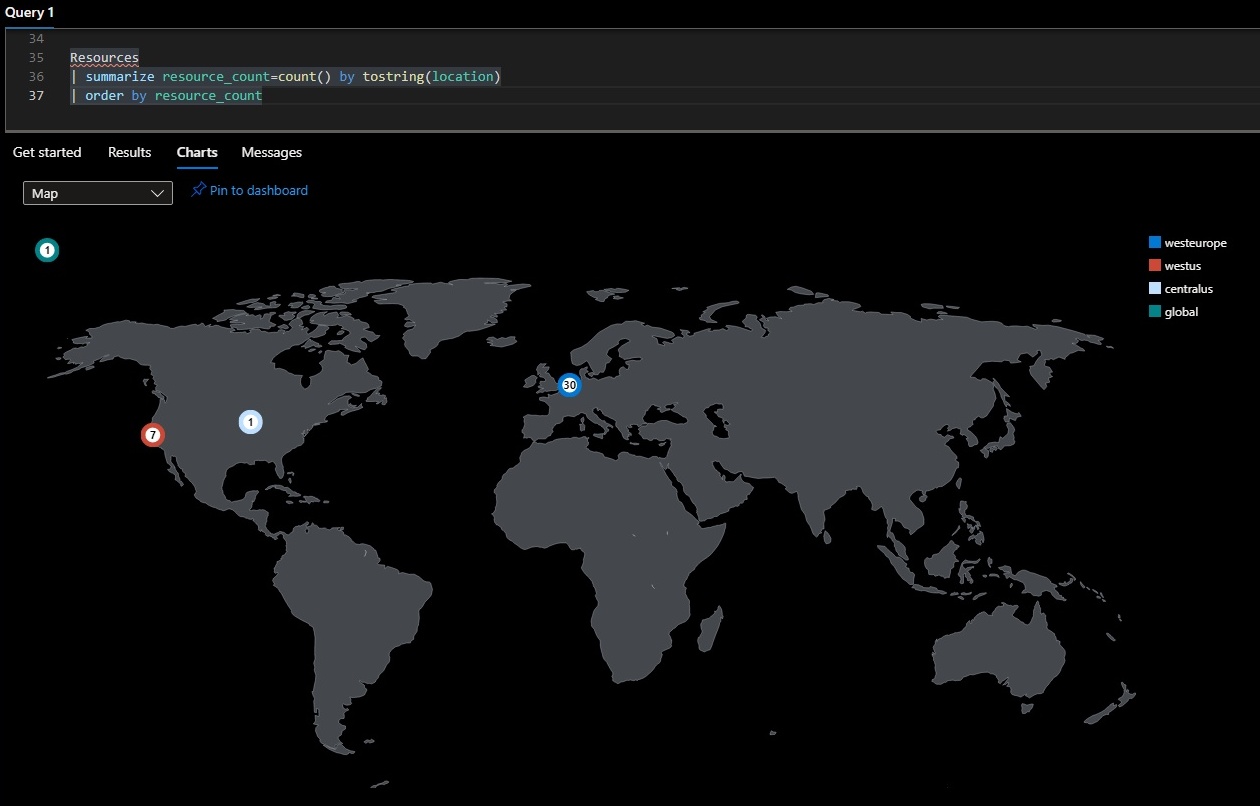 Query 1
34
35 Resources
36 | summarize resource_count=count() by tostring(location)
37 | order by resource_count
Get started Results Charts Messages
Map Pin to dashboard
1
westeurope
westus
centralus
global
30
1
7